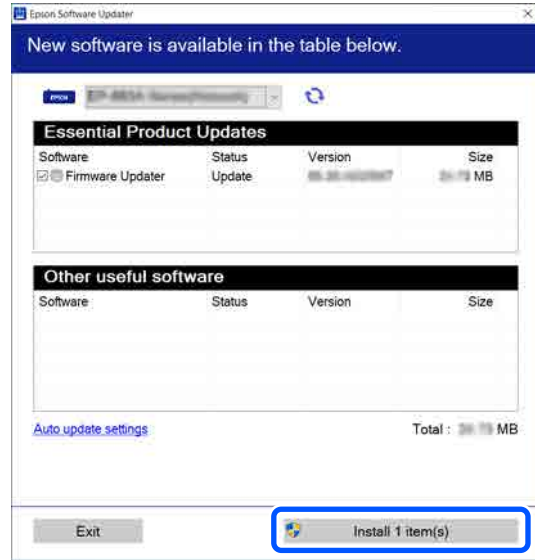 Epson Software Updater
New software is available in the table below.
EPSON
Essential Product Updates
Software Status Version Size
Firmware Updater Update MB
Other useful software
Software Status Version Size
Auto update settings Total : MB
Exit Install 1 item(s)